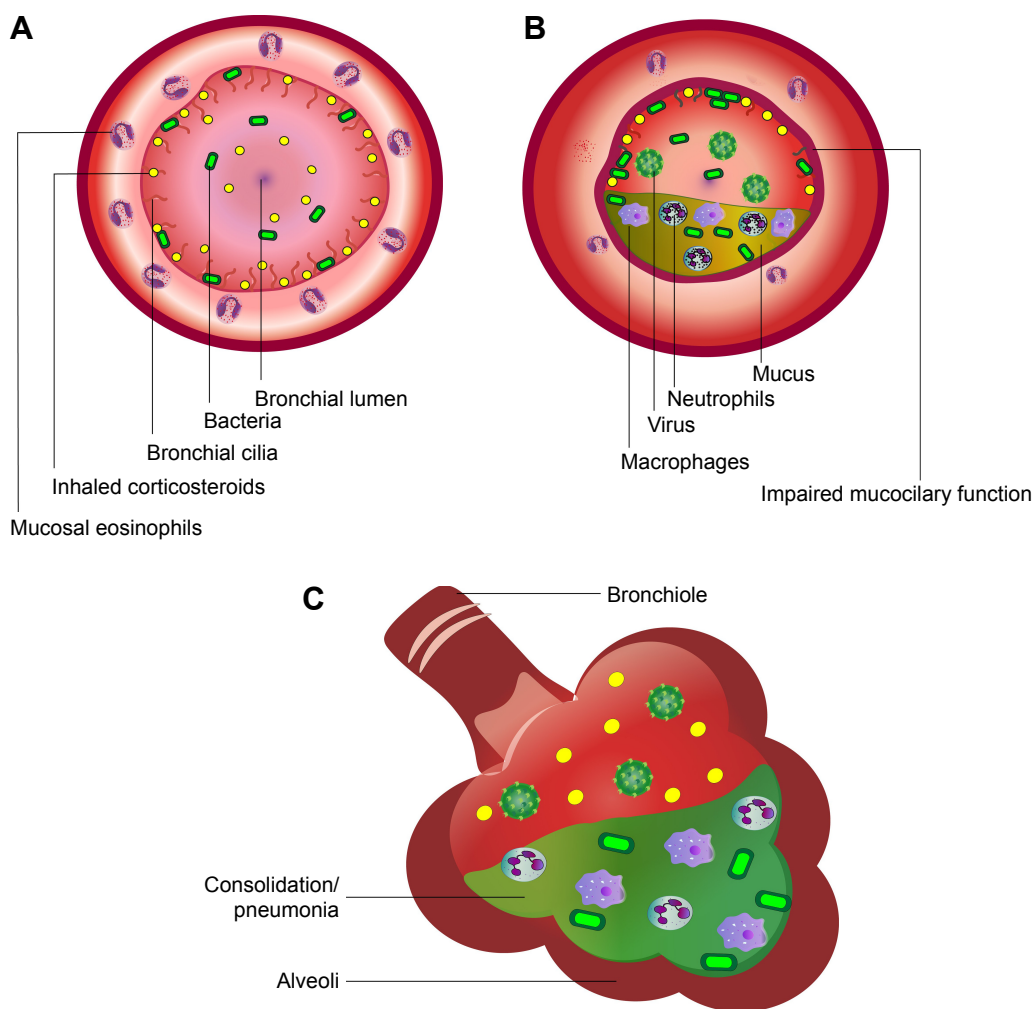 A
Bronchial lumen
Bacteria
Bronchial cilia
Inhaled corticosteroids
Mucosal eosinophils
B
Mucus
Neutrophils
Virus
Macrophages
Impaired mucocilary function
C
Bronchiole
Consolidation/
pneumonia
Alveoli